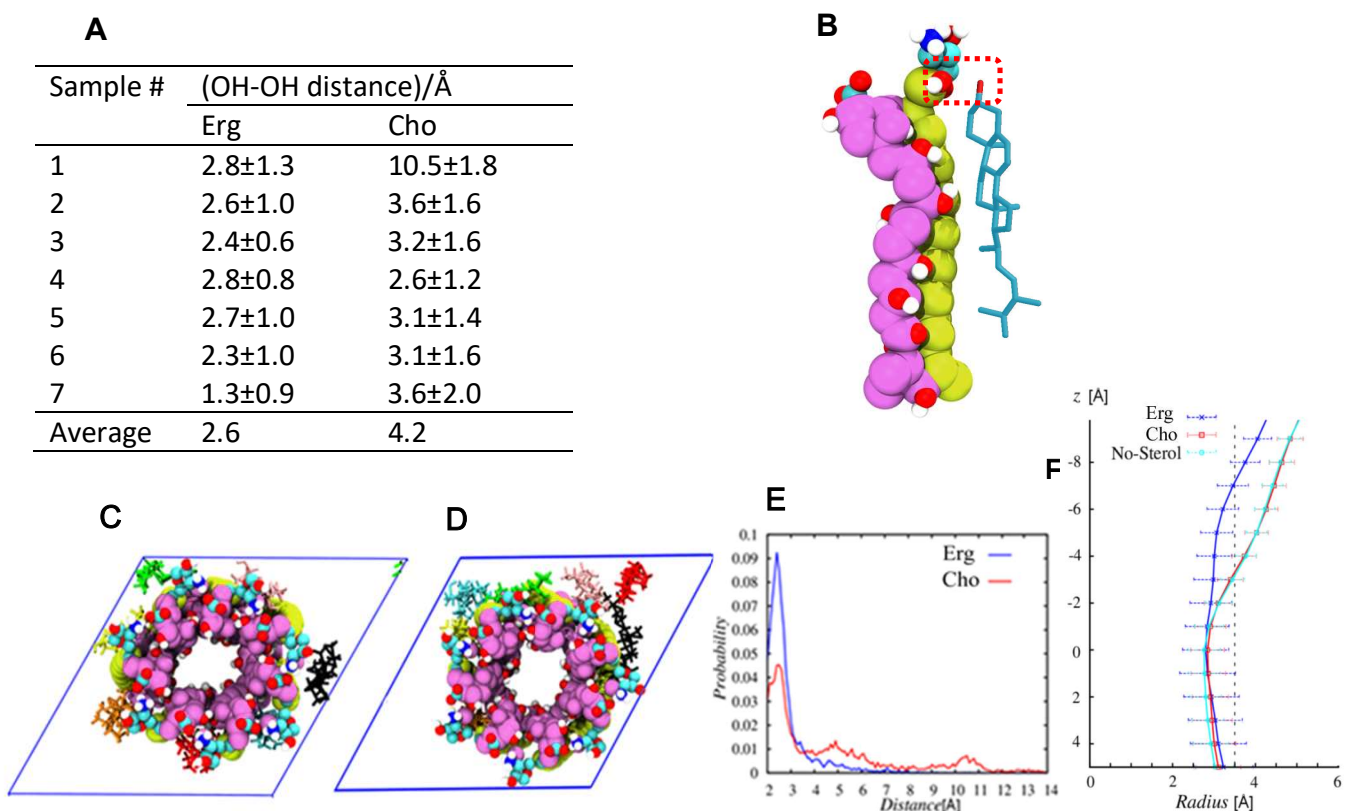 A
B
Sample # (OH-OH distance)/Å
Erg Cho
1 2.8±1.3 10.5±1.8
2 2.6±1.0 3.6±1.6
3 2.4±0.6 3.2±1.6
4 2.8±0.8 2.6±1.2
5 2.7±1.0 3.1±1.4
6 2.3±1.0 3.1±1.6
7 1.3±0.9 3.6±2.0
Average 2.6 4.2
C
D
E
0.1
0.09
0.08
0.07
0.06
0.05
0.04
0.03
0.02
0.01
0
Probability
Erg
Cho
2 3 4 5 6 7 8 9 10 11 12 13 14
Distance[Å]
F
z [Å]
Erg
Cho
No-Sterol
-8
-6
-4
-2
0
2
4
0 2 4 6
Radius [Å]